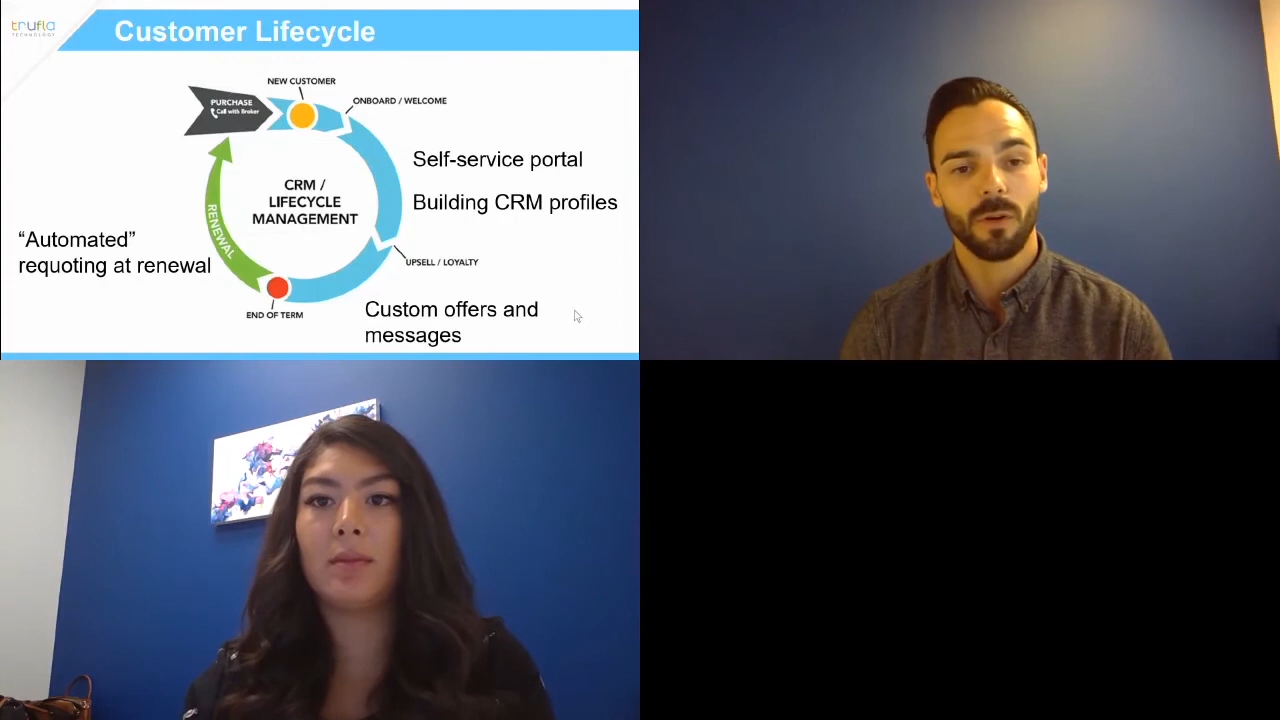 trufla
TECHNOLOGY
Customer Lifecycle
NEW CUSTOMER
PURCHASE
Call with Broker
ONBOARD / WELCOME
Self-service portal
CRM /
LIFECYCLE
MANAGEMENT
Building CRM profiles
RENEWAL
“Automated”
requoting at renewal
UPSELL / LOYALTY
END OF TERM
Custom offers and
messages